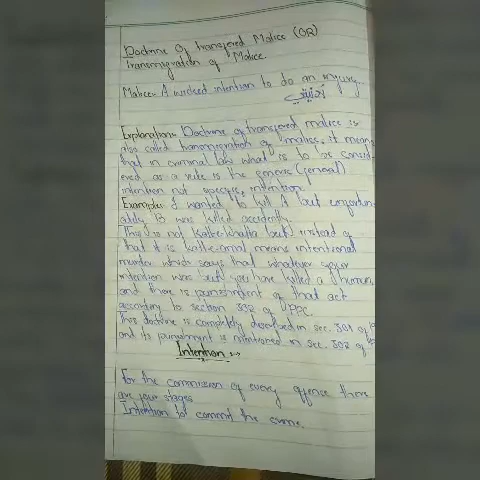 Doctrine Of transfered Malice (OR)
Transmigration of Malice.
Malice:- A wicked intention to do an injury.
Explanation:- Doctrine of transfered malice is
also called transmigration of malice, it means
that in criminal law what is to be consid
ered as a rule is the generic (general)
intention not specific, intention.
Example:- I wanted to kill A but
B was killed accidently.
This is not Katl-e-khatta but instead of
that it is katl-e-amd means intentional
murder which says that whatever your
intention was but you have killed a human
and there is punishment of that act
according to section 302 of PPC.
This doctrine is completely described in sec. 301 of
and its punishment is mentioned in sec. 302 of
Intention :-
For the commission of every offence there
are four stages
Intention to commit the crime.